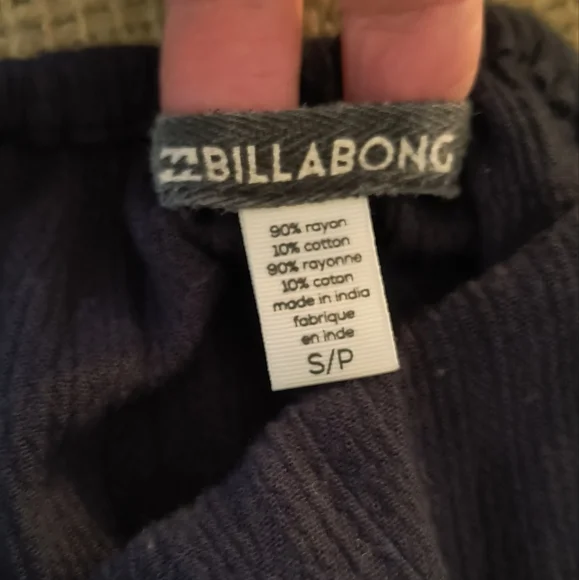 BILLABONG
90% rayon
10% cotton
90% rayonne
10% coton
made in india
fabrique
en inde
S/P